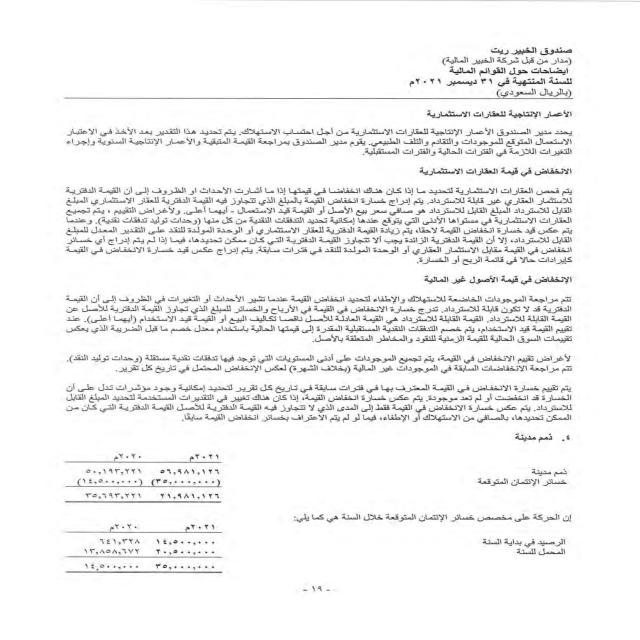 صندوق الخبير ريت
(مدار من قبل شركة الخبير المالية)
إيضاحات حول القوائم المالية
للسنة المنتهية في ٣١ ديسمبر ٢٠٢١م
(بالريال السعودي)
الأعمار الإنتاجية للعقارات الاستثمارية
يحدد مدير الصندوق الأعمار الإنتاجية للعقارات الاستثمارية من أجل احتساب الاستهلاك. يتم تحديد هذا التقدير بعد الأخذ في الاعتبار
الاستعمال المتوقع للموجودات والتقادم والتلف الطبيعي. يقوم مدير الصندوق بمراجعة القيمة المتبقية والأعمار الإنتاجية السنوية وإجراء
التغيرات اللازمة في الفترات الحالية والفترات المستقبلية.
الانخفاض في قيمة العقارات الاستثمارية
يتم فحص العقارات الاستثمارية لتحديد ما إذا كان هناك انخفاضا في قيمتها إذا ما أشارت الأحداث او الظروف إلى أن القيمة الدفترية
للاستثمار العقاري غير قابلة للاسترداد. يتم إدراج خسارة انخفاض القيمة بالمبلغ الذي تتجاوز فيه القيمة الدفترية للعقار الاستثماري المبلغ
القابل للاسترداد المبلغ القابل للاسترداد هو صافي سعر بيع الأصل أو القيمة قيد الاستعمال - أيهما أعلى. ولأغراض التقييم ، يتم تجميع
العقارات الاستثمارية في مستواها الأدنى التي يتوقع عندها إمكانية تحديد التدفقات النقدية من كل منها (وحدات توليد تدفقات نقدية). وعندما
يتم عكس قيد خسارة انخفاض القيمة لاحقا، يتم زيادة القيمة الدفترية للعقار الاستثماري أو الوحدة المولدة للنقد على التقدير المعدل للمبلغ
القابل للاسترداد، إلا أن القيمة الدفترية الزائدة يجب ألا تتجاوز القيمة الدفترية التي كان ممكن تحديدها، فيما إذا لم يتم إدراج أي خسائر
انخفاض في القيمة مقابل الاستثمار العقاري أو الوحدة المولدة للنقد في فترات سابقة. يتم إدراج عكس قيد خسارة الانخفاض في القيمة
كإيرادات حالا في قائمة الربح أو الخسارة.
الإنخفاض في قيمة الأصول غير المالية
تتم مراجعة الموجودات الخاضعة للاستهلاك والإطفاء لتحديد انخفاض القيمة عندما تشير الأحداث أو التغيرات في الظروف إلى أن القيمة
الدفترية قد لا تكون قابلة للاسترداد. تدرج خسارة الانخفاض في القيمة في الأرباح والخسائر للمبلغ الذي تجاوز القيمة الدفترية للأصل عن
القيمة القابلة للاسترداد. القيمة القابلة للاسترداد هي القيمة العادلة للأصل ناقصا تكاليف البيع أو القيمة قيد الاستخدام (أيهما أعلى). عند
تقييم القيمة قيد الاستخدام، يتم خصم التدفقات النقدية المستقبلية المقدرة إلى قيمتها الحالية باستخدام معدل خصم ما قبل الضريبة الذي يعكس
تقييمات السوق الحالية للقيمة الزمنية للنقود والمخاطر المتعلقة بالأصل.
لأغراض تقييم الانخفاض في القيمة، يتم تجميع الموجودات على أدنى المستويات التي توجد فيها تدفقات نقدية مستقلة (وحدات توليد النقد).
تتم مراجعة الانخفاضات السابقة في الموجودات غير المالية (بخلاف الشهرة) لعكس الإنخفاض المحتمل في تاريخ كل تقرير.
يتم تقييم خسارة الانخفاض في القيمة المعترف بها في فترات سابقة في تاريخ كل تقرير لتحديد إمكانية وجود مؤشرات تدل على أن
الخسارة قد انخفضت أو لم تعد موجودة. يتم عكس خسارة انخفاض القيمة، إذا كان هناك تغيير في التقديرات المستخدمة لتحديد المبلغ القابل
للاسترداد. يتم عكس خسارة الانخفاض في القيمة فقط إلى المدى الذي لا تتجاوز فيه القيمة الدفترية للأصل القيمة الدفترية التي كان من
الممكن تحديدها، بالصافي من الاستهلاك أو الإطفاء، فيما لو لم يتم الاعتراف بخسائر انخفاض القيمة سابقًا.
٤. ذمم مدينة
٢٠٢١م ٢٠٢٠م
ذمم مدينة ٥٦,٩٨١,١٢٦ ٥٠,١٩٣,٢٢١
خسائر الإئتمان المتوقعة (٣٥,٠٠٠,٠٠٠) (١٤,٥٠٠,٠٠٠)
٢١,٩٨١,١٢٦ ٣٥,٦٩٣,٢٢١
إن الحركة على مخصص خسائر الإئتمان المتوقعة خلال السنة هي كما يلي:
٢٠٢١م ٢٠٢٠م
الرصيد في بداية السنة ١٤,٥٠٠,٠٠٠ ٦٤١,٣٢٨
المحمل للسنة ٢٠,٥٠٠,٠٠٠ ١٣,٨٥٨,٦٧٢
٣٥,٠٠٠,٠٠٠ ١٤,٥٠٠,٠٠٠
- ١٩ -